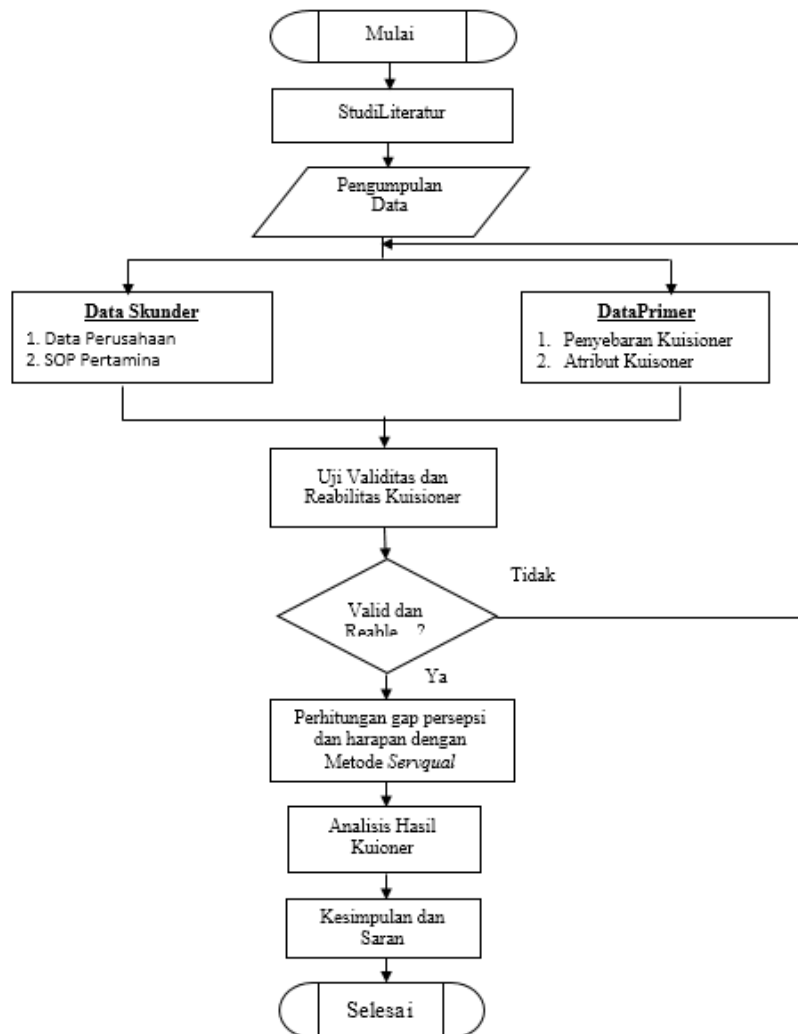 Mulai
StudiLiteratur
Pengumpulan
Data
Data Skunder
1. Data Perusahaan
2. SOP Pertamina
DataPrimer
1. Penyebaran Kuisioner
2. Atribut Kuisoner
Uji Validitas dan
Reabilitas Kuisioner
Tidak
Valid dan
Reable...?
Ya
Perhitungan gap persepsi
dan harapan dengan
Metode Servqual
Analisis Hasil
Kuioner
Kesimpulan dan
Saran
Selesai